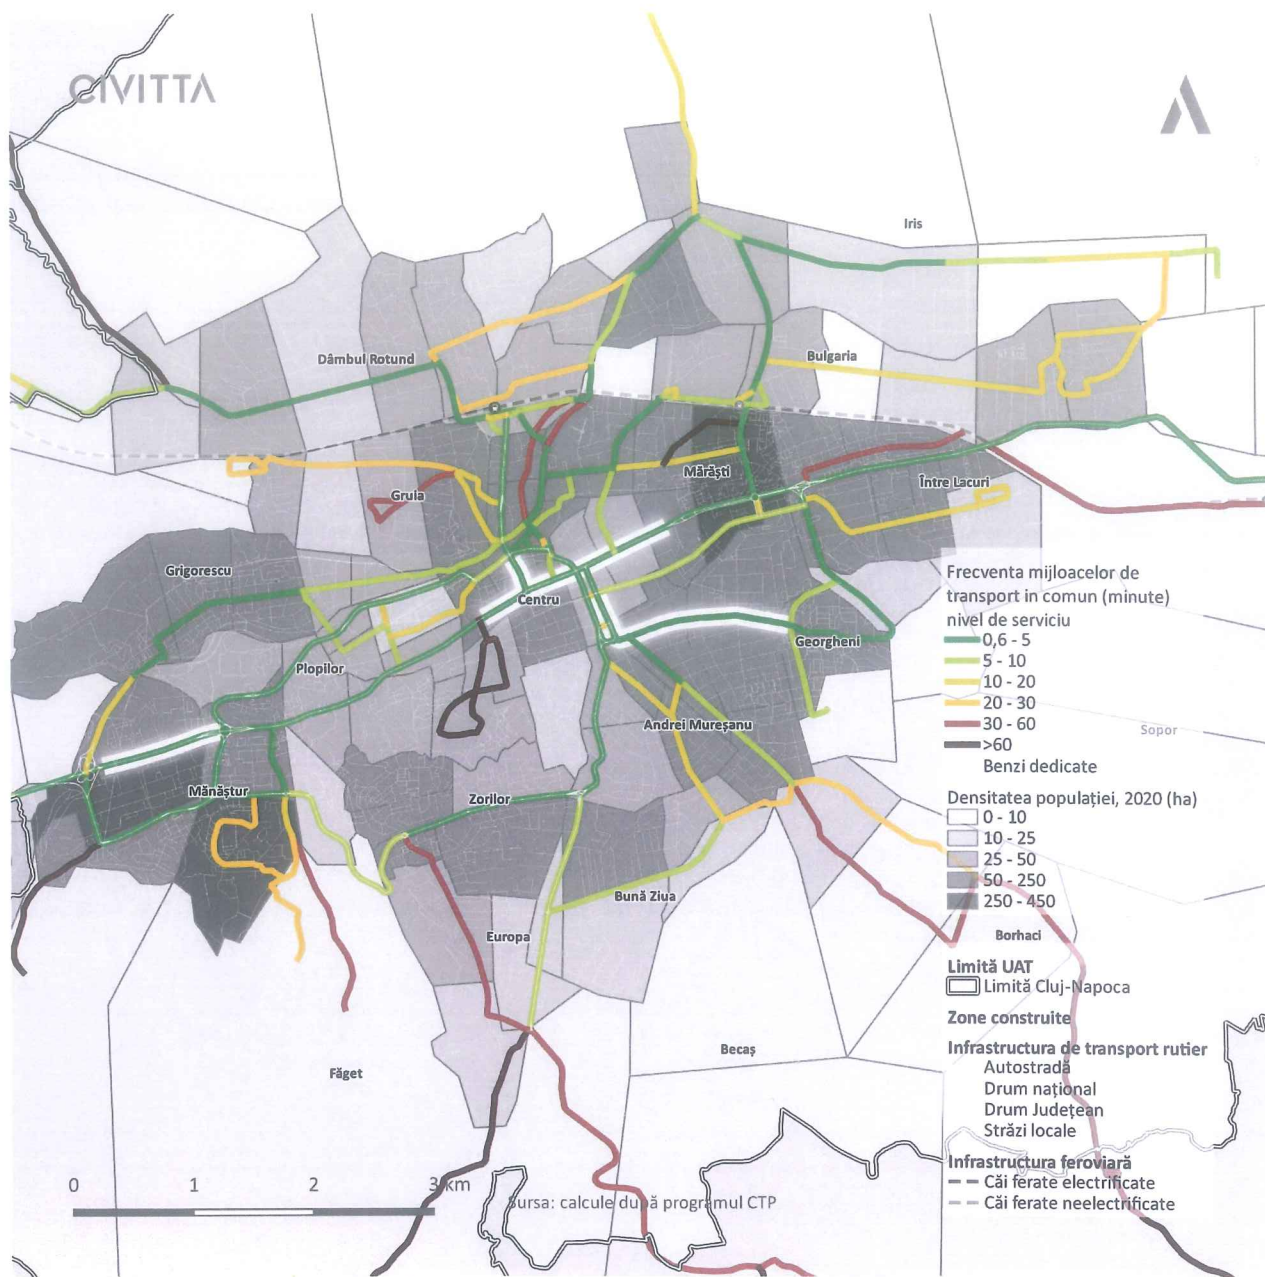 CIVITTA
Iris
Dâmbul Rotund
Bulgaria
Mărăști
Gruia
Între Lacuri
Grigorescu
Centru
Georgheni
Plopilor
Andrei Mureșanu
Sopor
Mănăștur
Zorilor
Bună Ziua
Europa
Borhaci
Becaș
Făget
Frecvența mijloacelor de
transport in comun (minute)
nivel de serviciu
0,6 - 5
5 - 10
10 - 20
20 - 30
30 - 60
>60
Benzi dedicate
Densitatea populației, 2020 (ha)
0 - 10
10 - 25
25 - 50
50 - 250
250 - 450
Limită UAT
Limită Cluj-Napoca
Zone construite
Infrastructura de transport rutier
Autostradă
Drum național
Drum Județean
Străzi locale
Infrastructura feroviară
Căi ferate electrificate
Căi ferate neelectrificate
0 1 2 3 km
Sursa: calcule după programul CTP